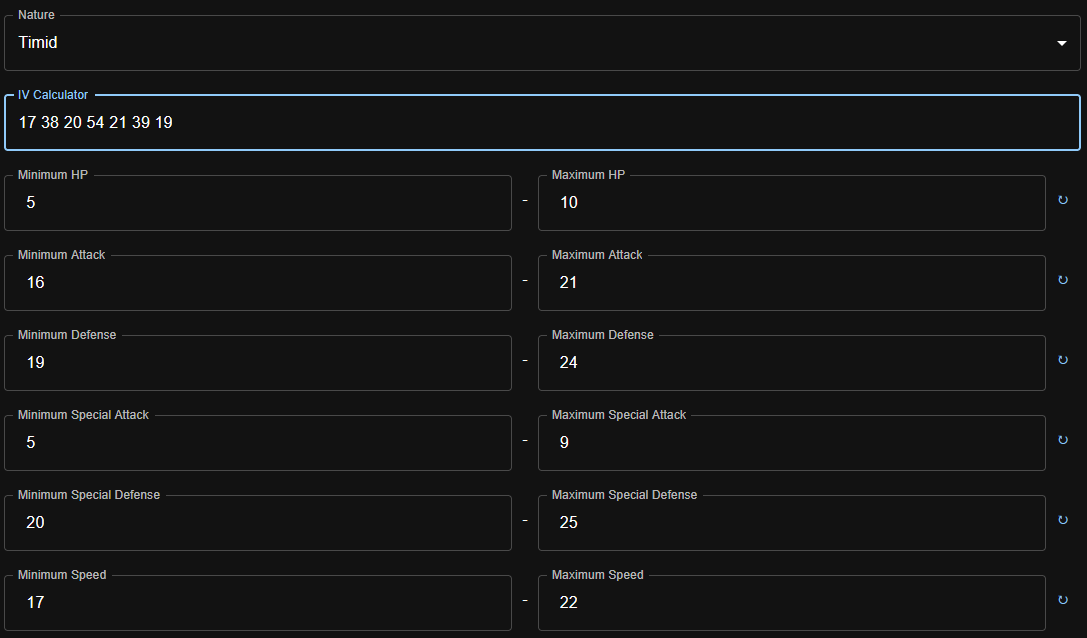 Nature
Timid
IV Calculator
17 38 20 54 21 39 19
Minimum HP
5
-
Maximum HP
10
Minimum Attack
16
-
Maximum Attack
21
Minimum Defense
19
-
Maximum Defense
24
Minimum Special Attack
5
-
Maximum Special Attack
9
Minimum Special Defense
20
-
Maximum Special Defense
25
Minimum Speed
17
-
Maximum Speed
22